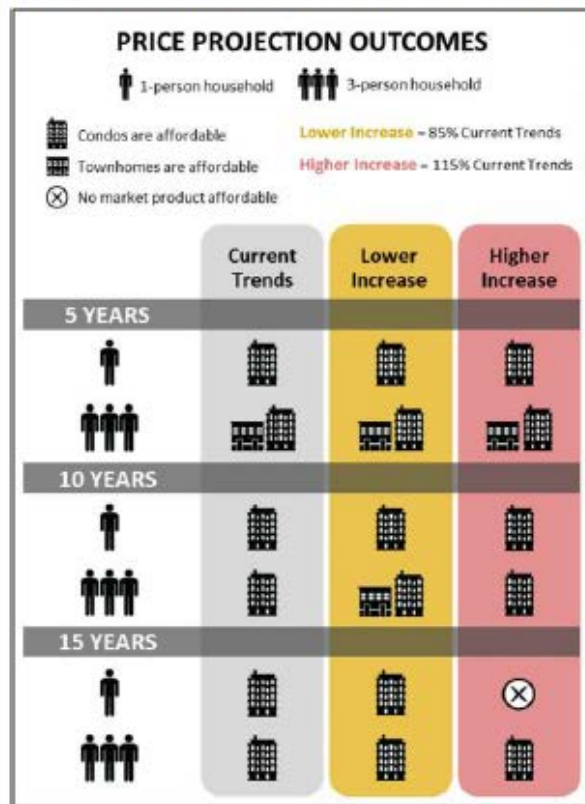 PRICE PROJECTION OUTCOMES
1-person household 3-person household
Condos are affordable
Lower Increase = 85% Current Trends
Townhomes are affordable
Higher Increase = 115% Current Trends
No market product affordable
Current Trends
Lower Increase
Higher Increase
5 YEARS
10 YEARS
15 YEARS